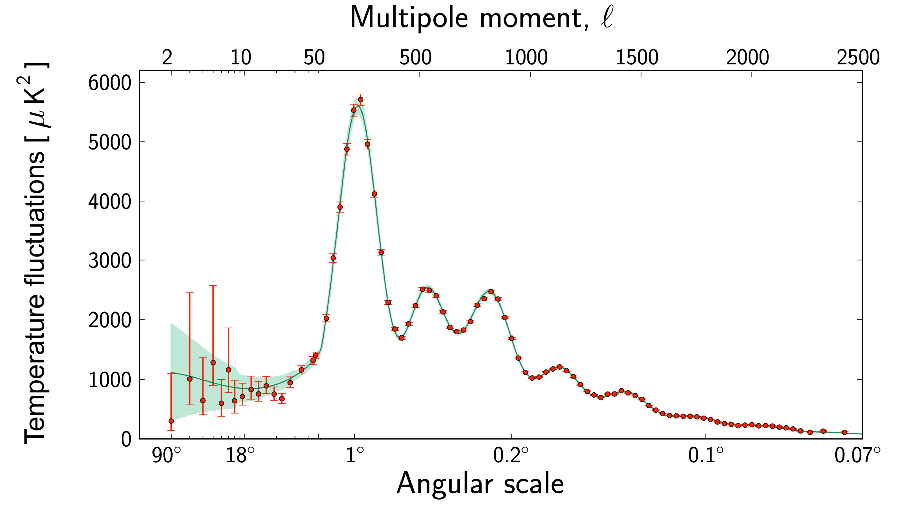 Multipole moment, ℓ
2 10 50 500 1000 1500 2000 2500
Temperature fluctuations [ μ K² ]
6000
5000
4000
3000
2000
1000
0
90° 18° 1° 0.2° 0.1° 0.07°
Angular scale